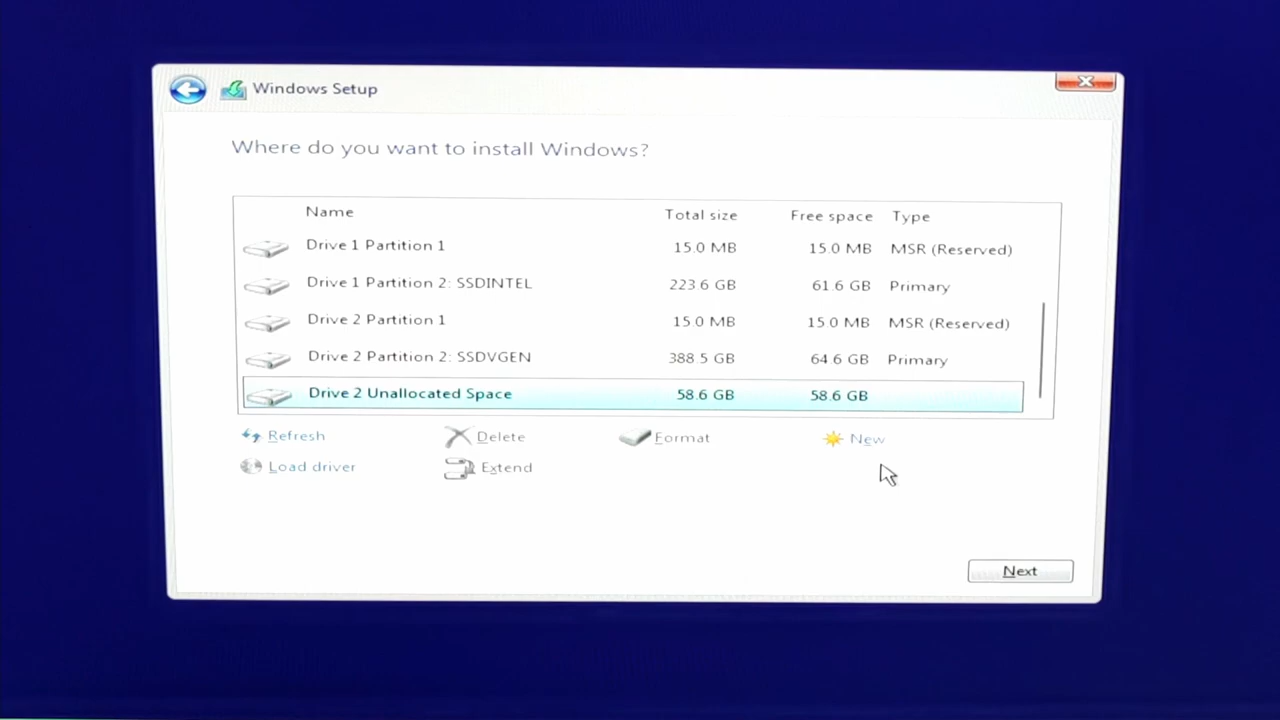 Windows Setup
Where do you want to install Windows?
Name Total size Free space Type
Drive 1 Partition 1 15.0 MB 15.0 MB MSR (Reserved)
Drive 1 Partition 2: SSDINTEL 223.6 GB 61.6 GB Primary
Drive 2 Partition 1 15.0 MB 15.0 MB MSR (Reserved)
Drive 2 Partition 2: SSDVGEN 388.5 GB 64.6 GB Primary
Drive 2 Unallocated Space 58.6 GB 58.6 GB
Refresh Delete Format New
Load driver Extend
Next